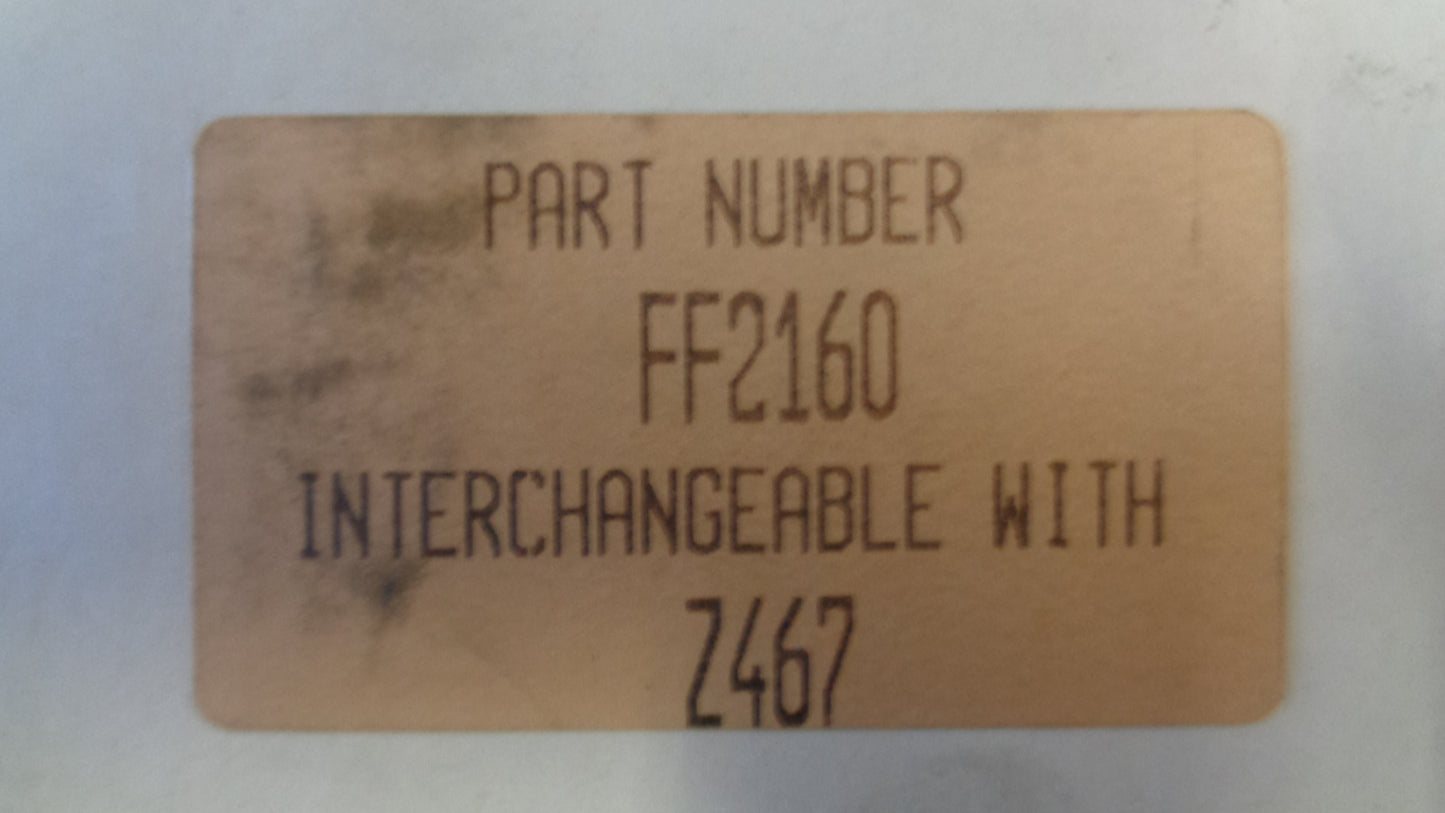 PART NUMBER
FF2160
INTERCHANGEABLE WITH
Z467